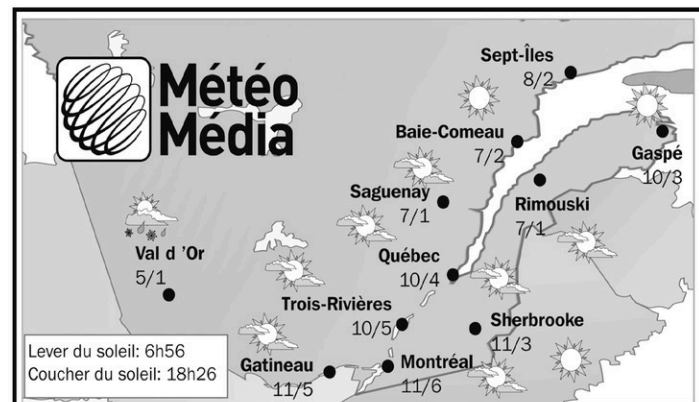 Météo
Média
Sept-Îles
8/2
Baie-Comeau
7/2
Gaspé
10/3
Saguenay
7/1
Rimouski
7/1
Val d 'Or
5/1
Québec
10/4
Trois-Rivières
10/5
Sherbrooke
11/3
Gatineau
11/5
Montréal
11/6
Lever du soleil: 6h56
Coucher du soleil: 18h26